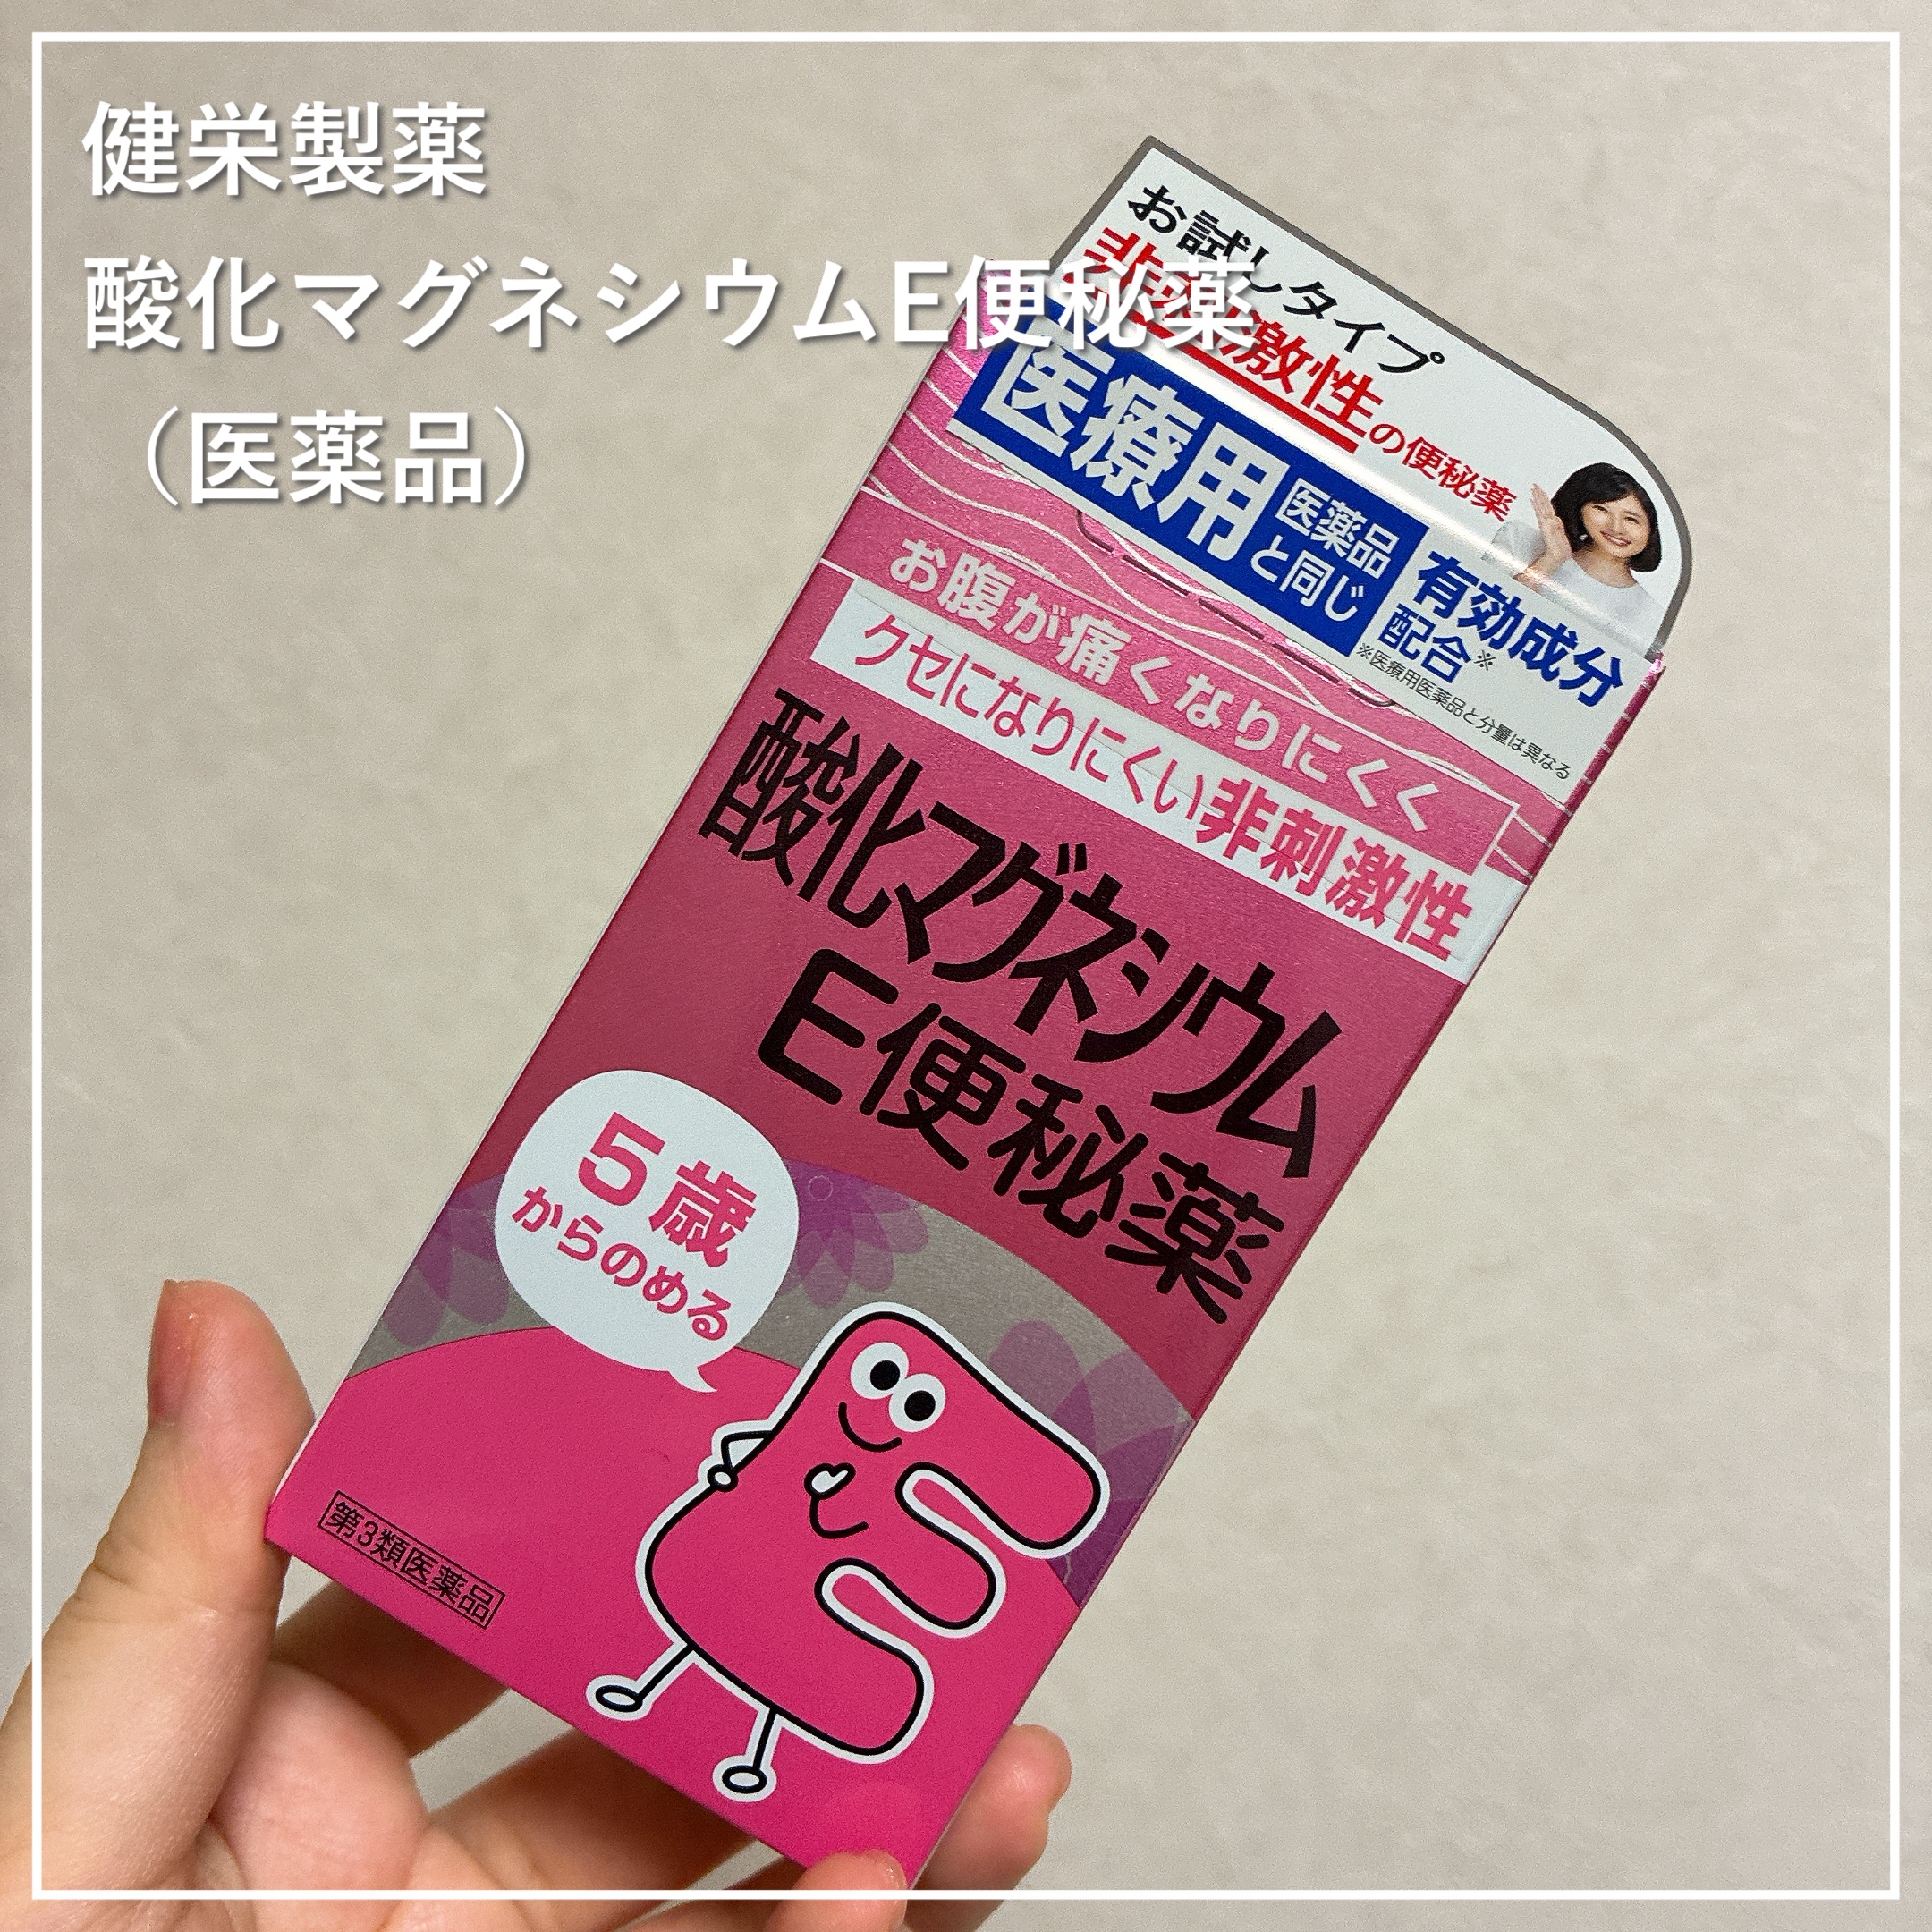 健栄製薬
酸化マグネシウムE便秘薬
（医薬品）
お試しタイプ
非刺激性の便秘薬
医療用医薬品と同じ
有効成分配合※
※医療用医薬品と分量は異なる
お腹が痛くなりにくく
クセになりにくい非刺激性
酸化マグネシウム
E便秘薬
5歳
からのめる
第3類医薬品